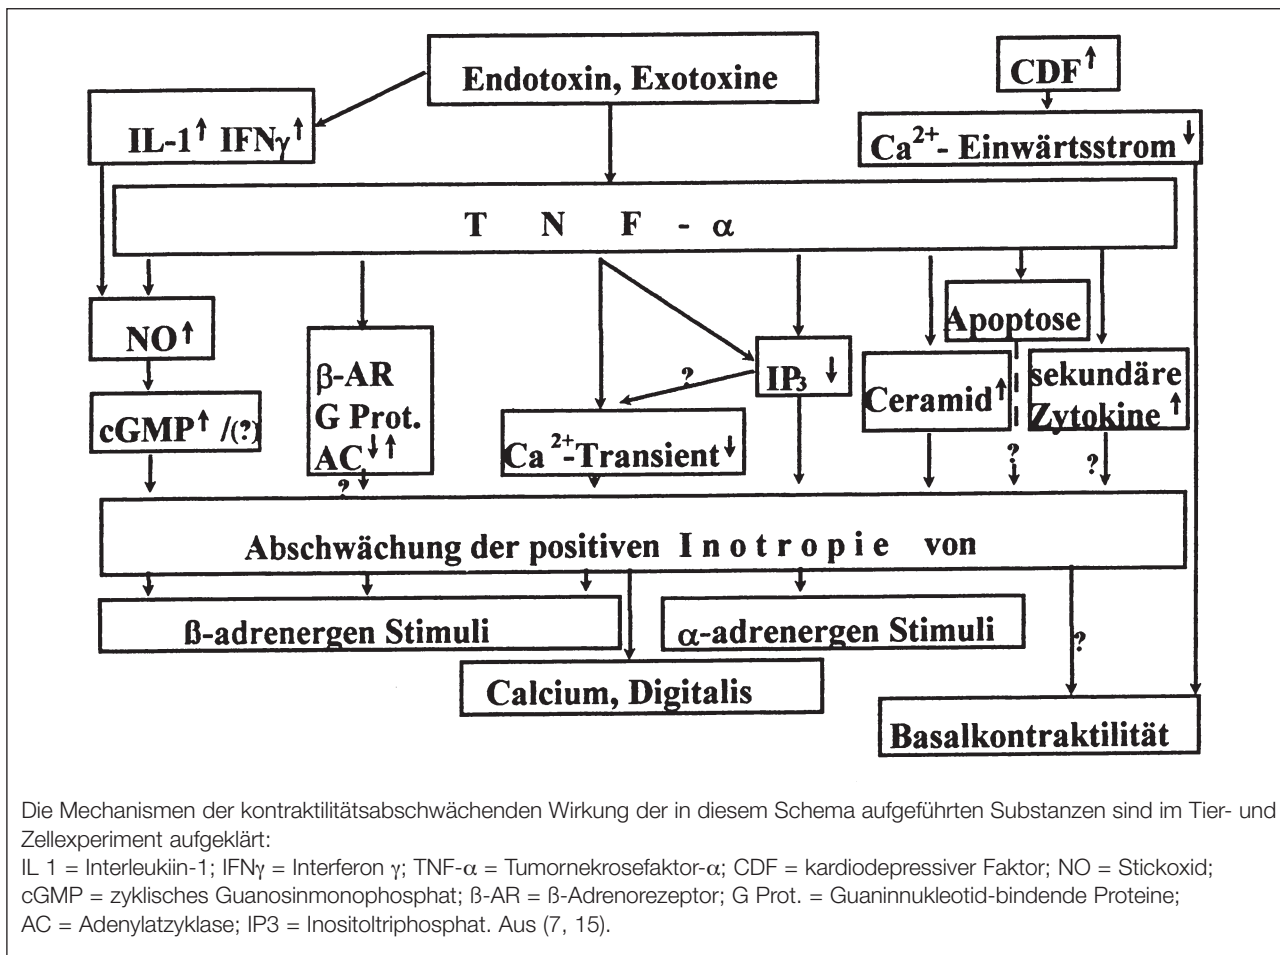 Endotoxin, Exotoxine
CDF↑
IL-1↑ IFNγ↑
Ca²⁺- Einwärtsstrom↓
T N F - α
NO↑
β-AR
G Prot.
AC↓↑
?
cGMP↑ /(?)
Ca²⁺-Transient↓
?
IP₃ ↓
Ceramid↑
Apoptose
?
sekundäre
Zytokine↑
?
Abschwächung der positiven Inotropie von
ß-adrenergen Stimuli
α-adrenergen Stimuli
?
Calcium, Digitalis
Basalkontraktilität
Die Mechanismen der kontraktilitätsabschwächenden Wirkung der in diesem Schema aufgeführten Substanzen sind im Tier- und
Zellexperiment aufgeklärt:
IL 1 = Interleukiin-1; IFNγ = Interferon γ; TNF-α = Tumornekrosefaktor-α; CDF = kardiodepressiver Faktor; NO = Stickoxid;
cGMP = zyklisches Guanosinmonophosphat; ß-AR = ß-Adrenorezeptor; G Prot. = Guaninnukleotid-bindende Proteine;
AC = Adenylatzyklase; IP3 = Inositoltriphosphat. Aus (7, 15).